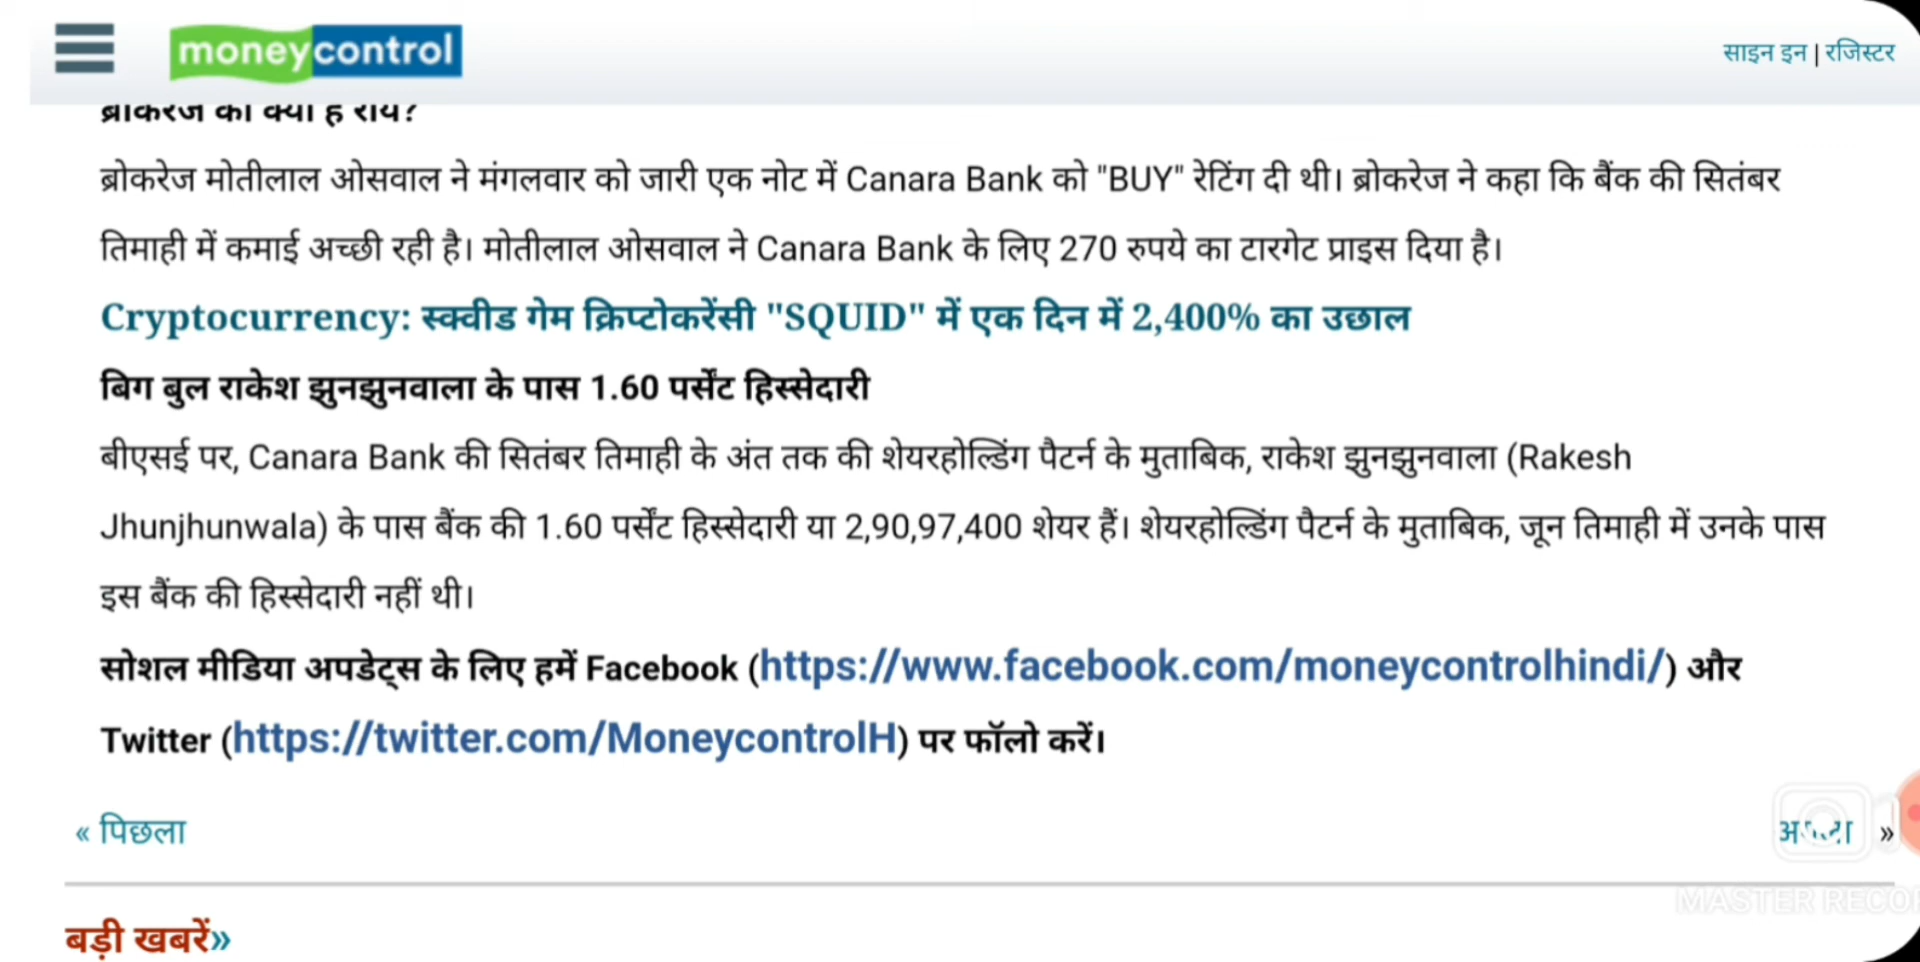 moneycontrol
साइन इन | रजिस्टर
ब्रोकरेज की क्या है राय?
ब्रोकरेज मोतीलाल ओसवाल ने मंगलवार को जारी एक नोट में Canara Bank को "BUY" रेटिंग दी थी। ब्रोकरेज ने कहा कि बैंक की सितंबर
तिमाही में कमाई अच्छी रही है। मोतीलाल ओसवाल ने Canara Bank के लिए 270 रुपये का टारगेट प्राइस दिया है।
Cryptocurrency: स्क्वीड गेम क्रिप्टोकरेंसी "SQUID" में एक दिन में 2,400% का उछाल
बिग बुल राकेश झुनझुनवाला के पास 1.60 पर्सेंट हिस्सेदारी
बीएसई पर, Canara Bank की सितंबर तिमाही के अंत तक की शेयरहोल्डिंग पैटर्न के मुताबिक, राकेश झुनझुनवाला (Rakesh
Jhunjhunwala) के पास बैंक की 1.60 पर्सेंट हिस्सेदारी या 2,90,97,400 शेयर हैं। शेयरहोल्डिंग पैटर्न के मुताबिक, जून तिमाही में उनके पास
इस बैंक की हिस्सेदारी नहीं थी।
सोशल मीडिया अपडेट्स के लिए हमें Facebook (https://www.facebook.com/moneycontrolhindi/) और
Twitter (https://twitter.com/MoneycontrolH) पर फॉलो करें।
« पिछला
»
MASTER RECOR
बड़ी खबरें»